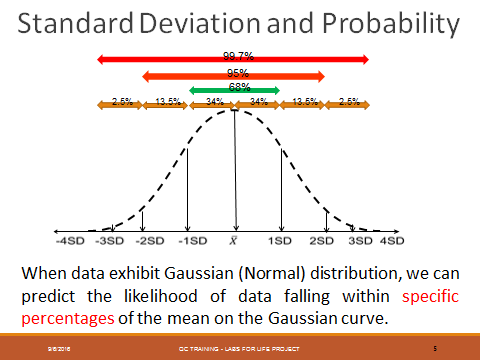 Standard Deviation and Probability
99.7%
95%
68%
2.5% 13.5% 34% 34% 13.5% 2.5%
-4SD -3SD -2SD -1SD X̄ 1SD 2SD 3SD 4SD
When data exhibit Gaussian (Normal) distribution, we can
predict the likelihood of data falling within specific
percentages of the mean on the Gaussian curve.
9/6/2016 QC TRAINING - LABS FOR LIFE PROJECT 5